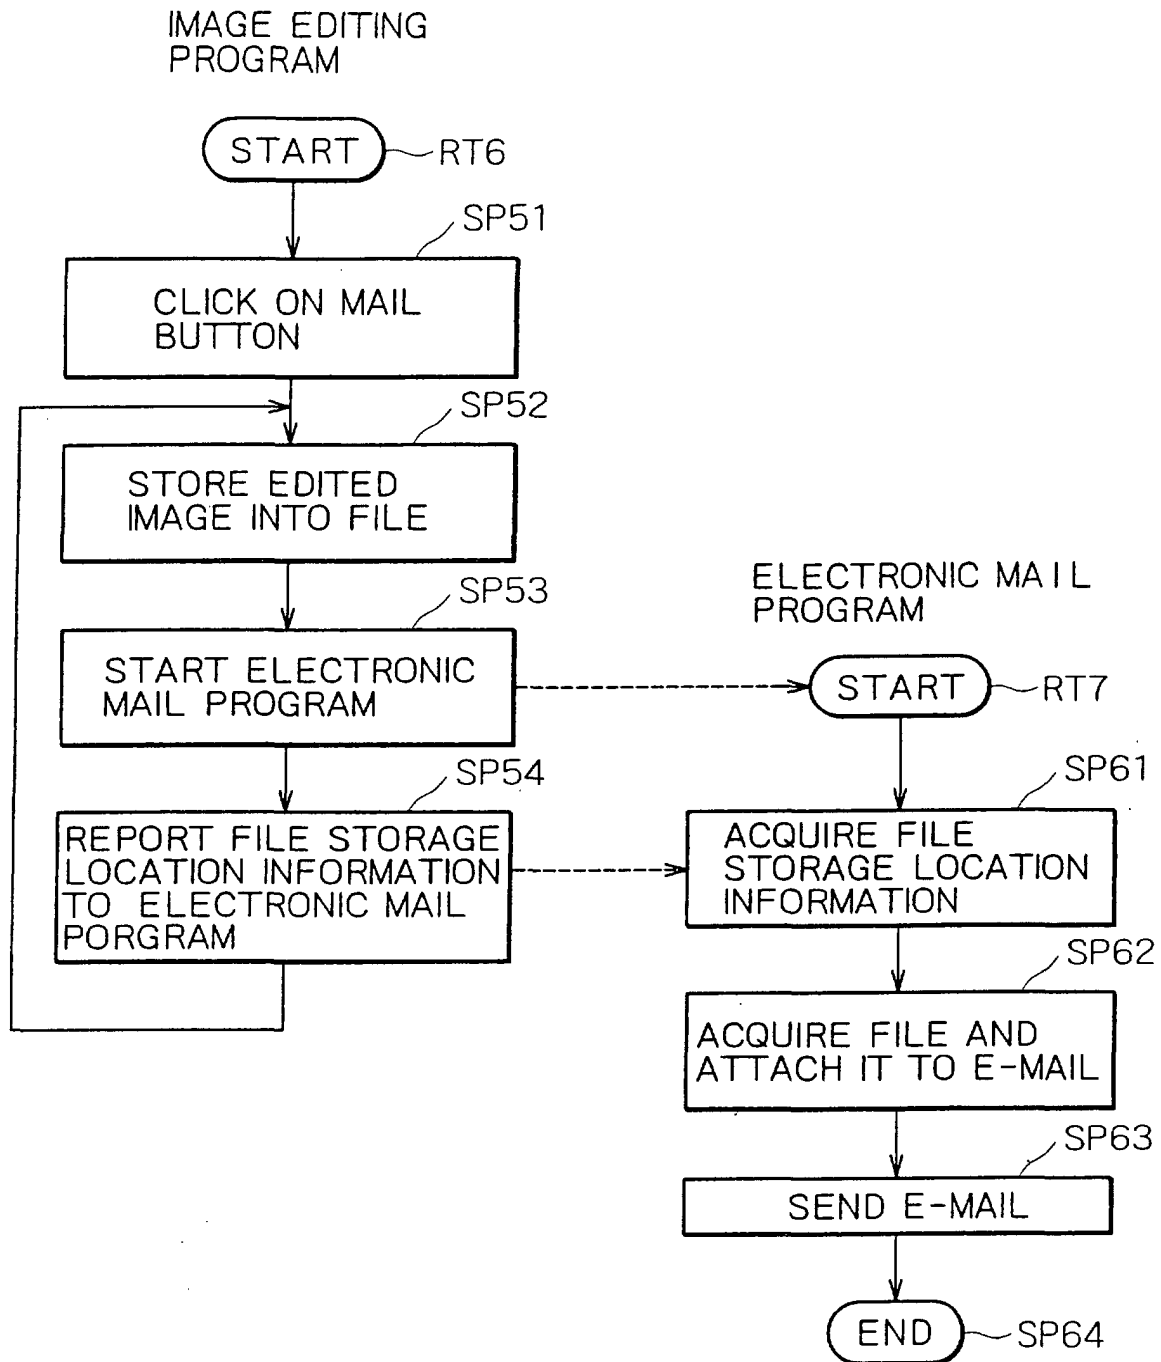 IMAGE EDITING
PROGRAM
START
RT6
SP51
CLICK ON MAIL
BUTTON
SP52
STORE EDITED
IMAGE INTO FILE
SP53
START ELECTRONIC
MAIL PROGRAM
SP54
REPORT FILE STORAGE
LOCATION INFORMATION
TO ELECTRONIC MAIL
PORGRAM
ELECTRONIC MAIL
PROGRAM
START
RT7
SP61
ACQUIRE FILE
STORAGE LOCATION
INFORMATION
SP62
ACQUIRE FILE AND
ATTACH IT TO E-MAIL
SP63
SEND E-MAIL
END
SP64